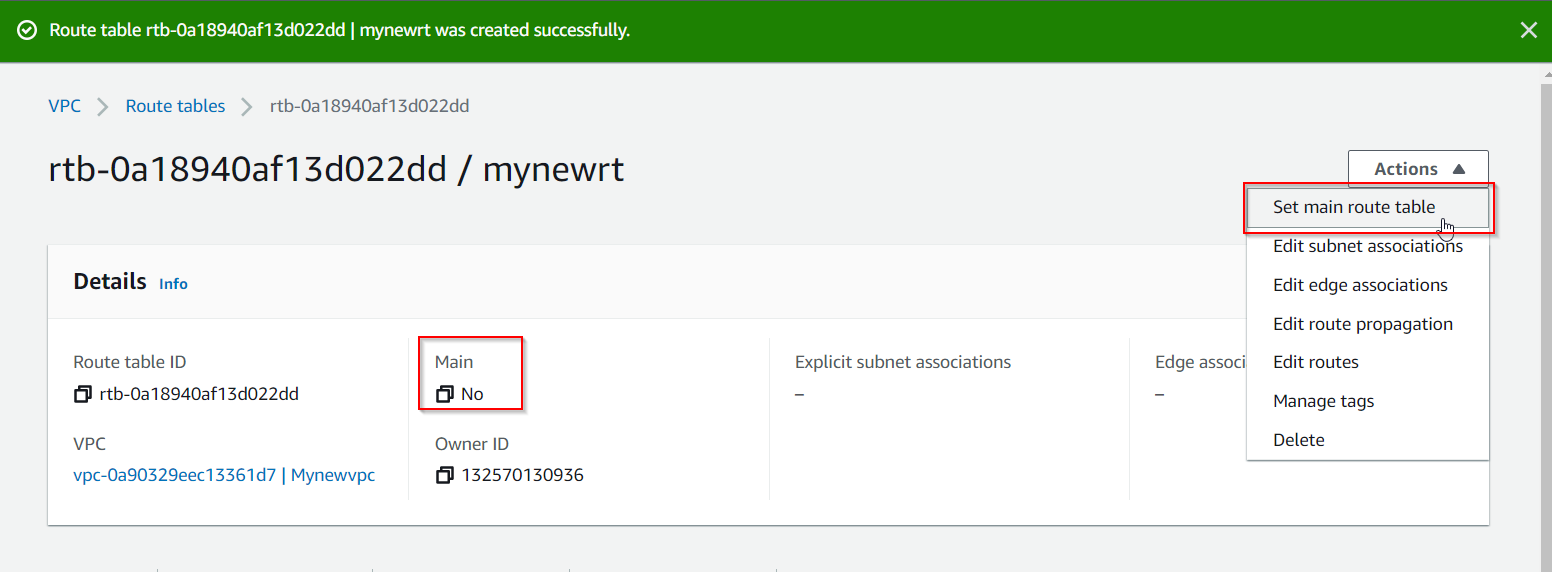 Route table rtb-0a18940af13d022dd | mynewrt was created successfully.
VPC > Route tables > rtb-0a18940af13d022dd
rtb-0a18940af13d022dd / mynewrt
Actions
Set main route table
Edit subnet associations
Edit edge associations
Edit route propagation
Edit routes
Manage tags
Delete
Details Info
Route table ID
rtb-0a18940af13d022dd
Main
No
Explicit subnet associations
–
Edge associ
–
VPC
vpc-0a90329eec13361d7 | Mynewvpc
Owner ID
132570130936